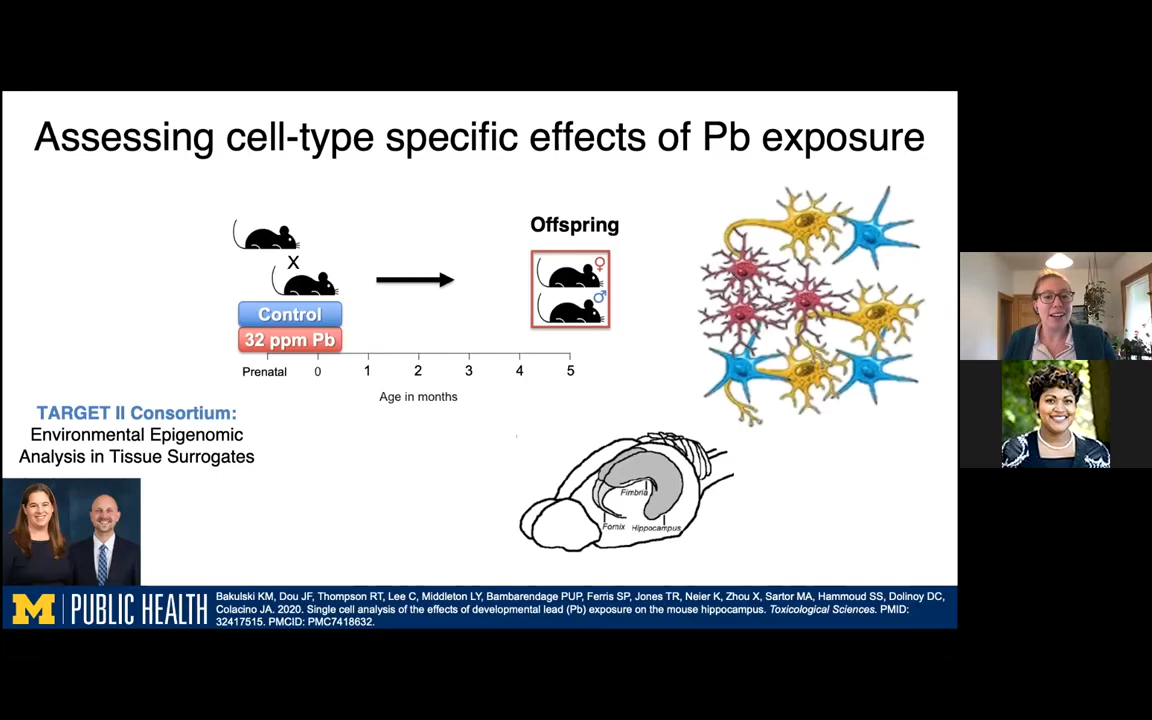 Assessing cell-type specific effects of Pb exposure
Offspring
X
♀
♂
Control
32 ppm Pb
Prenatal 0 1 2 3 4 5
Age in months
TARGET II Consortium:
Environmental Epigenomic
Analysis in Tissue Surrogates
Fimbria
Fornix Hippocampus
M PUBLIC HEALTH
Bakulski KM, Dou JF, Thompson RT, Lee C, Middleton LY, Bambarendage PUP, Ferris SP, Jones TR, Neier K, Zhou X, Sartor MA, Hammoud SS, Dolinoy DC,
Colacino JA. 2020. Single cell analysis of the effects of developmental lead (Pb) exposure on the mouse hippocampus. Toxicological Sciences. PMID:
32417515. PMCID: PMC7418632.